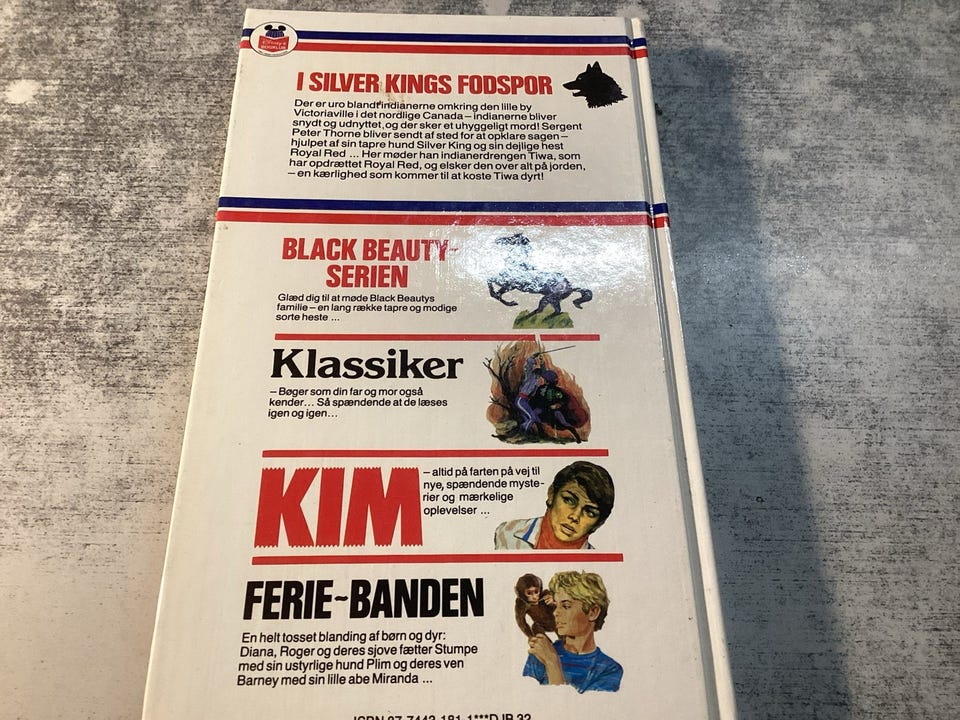 I SILVER KINGS FODSPOR
Der er uro blandt indianerne omkring den lille by
Victoriaville i det nordlige Canada – indianerne bliver
snydt og udnyttet, og der sker et uhyggeligt mord! Sergent
Peter Thorne bliver sendt af sted for at opklare sagen –
hjulpet af sin tapre hund Silver King og sin dejlige hest
Royal Red ... Her møder han indianerdrengen Tiwa, som
har opdrættet Royal Red, og elsker den over alt på jorden,
– en kærlighed som kommer til at koste Tiwa dyrt!
BLACK BEAUTY-
SERIEN
Glæd dig til at møde Black Beautys
familie – en lang række tapre og modige
sorte heste ...
Klassiker
– Bøger som din far og mor også
kender... Så spændende at de læses
igen og igen...
KIM
– altid på farten på vej til
nye, spændende myste-
rier og mærkelige
oplevelser ...
FERIE-BANDEN
En helt tosset blanding af børn og dyr:
Diana, Roger og deres sjove fætter Stumpe
med sin ustyrlige hund Plim og deres ven
Barney med sin lille abe Miranda ...